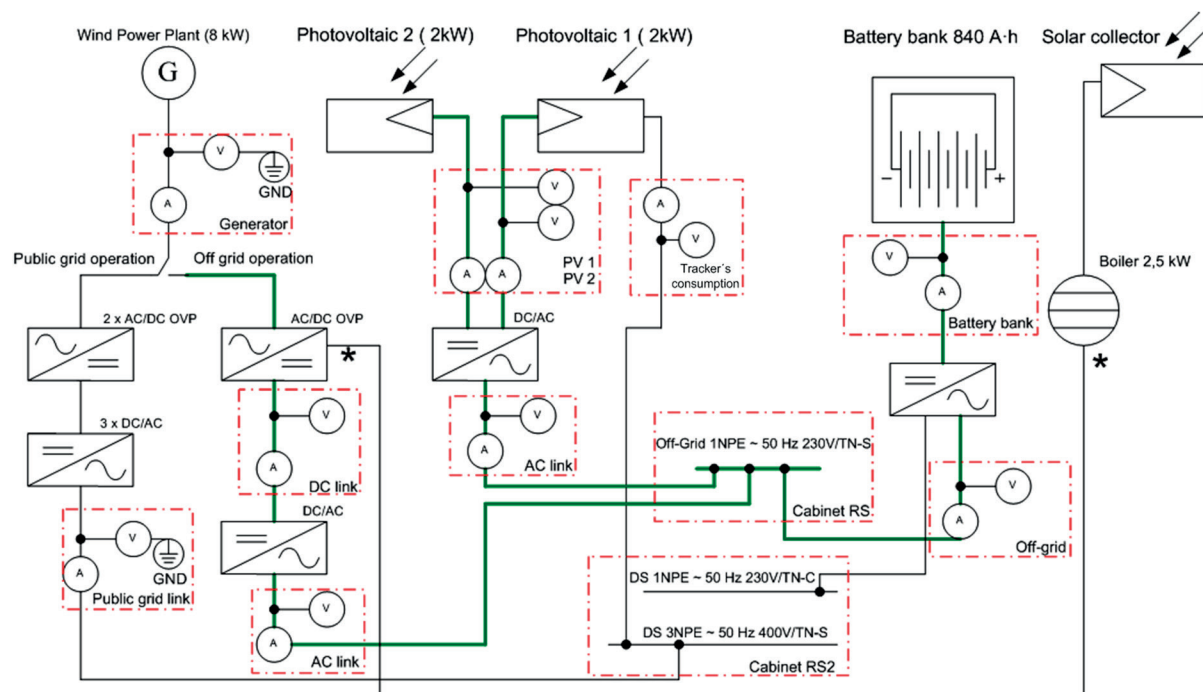 Wind Power Plant (8 kW)
Photovoltaic 2 ( 2kW)
Photovoltaic 1 ( 2kW)
Battery bank 840 A·h
Solar collector
G
V
GND
A
Generator
Public grid operation
Off grid operation
V
V
A
A
PV 1
PV 2
A
V
Tracker´s
consumption
V
A
Battery bank
−
+
Boiler 2,5 kW
*
2 x AC/DC OVP
AC/DC OVP
*
DC/AC
3 x DC/AC
V
A
DC link
V
A
AC link
Off-Grid 1NPE ~ 50 Hz 230V/TN-S
Cabinet RS
V
A
Off-grid
DC/AC
V
GND
A
Public grid link
V
A
AC link
DS 1NPE ~ 50 Hz 230V/TN-C
DS 3NPE ~ 50 Hz 400V/TN-S
Cabinet RS2